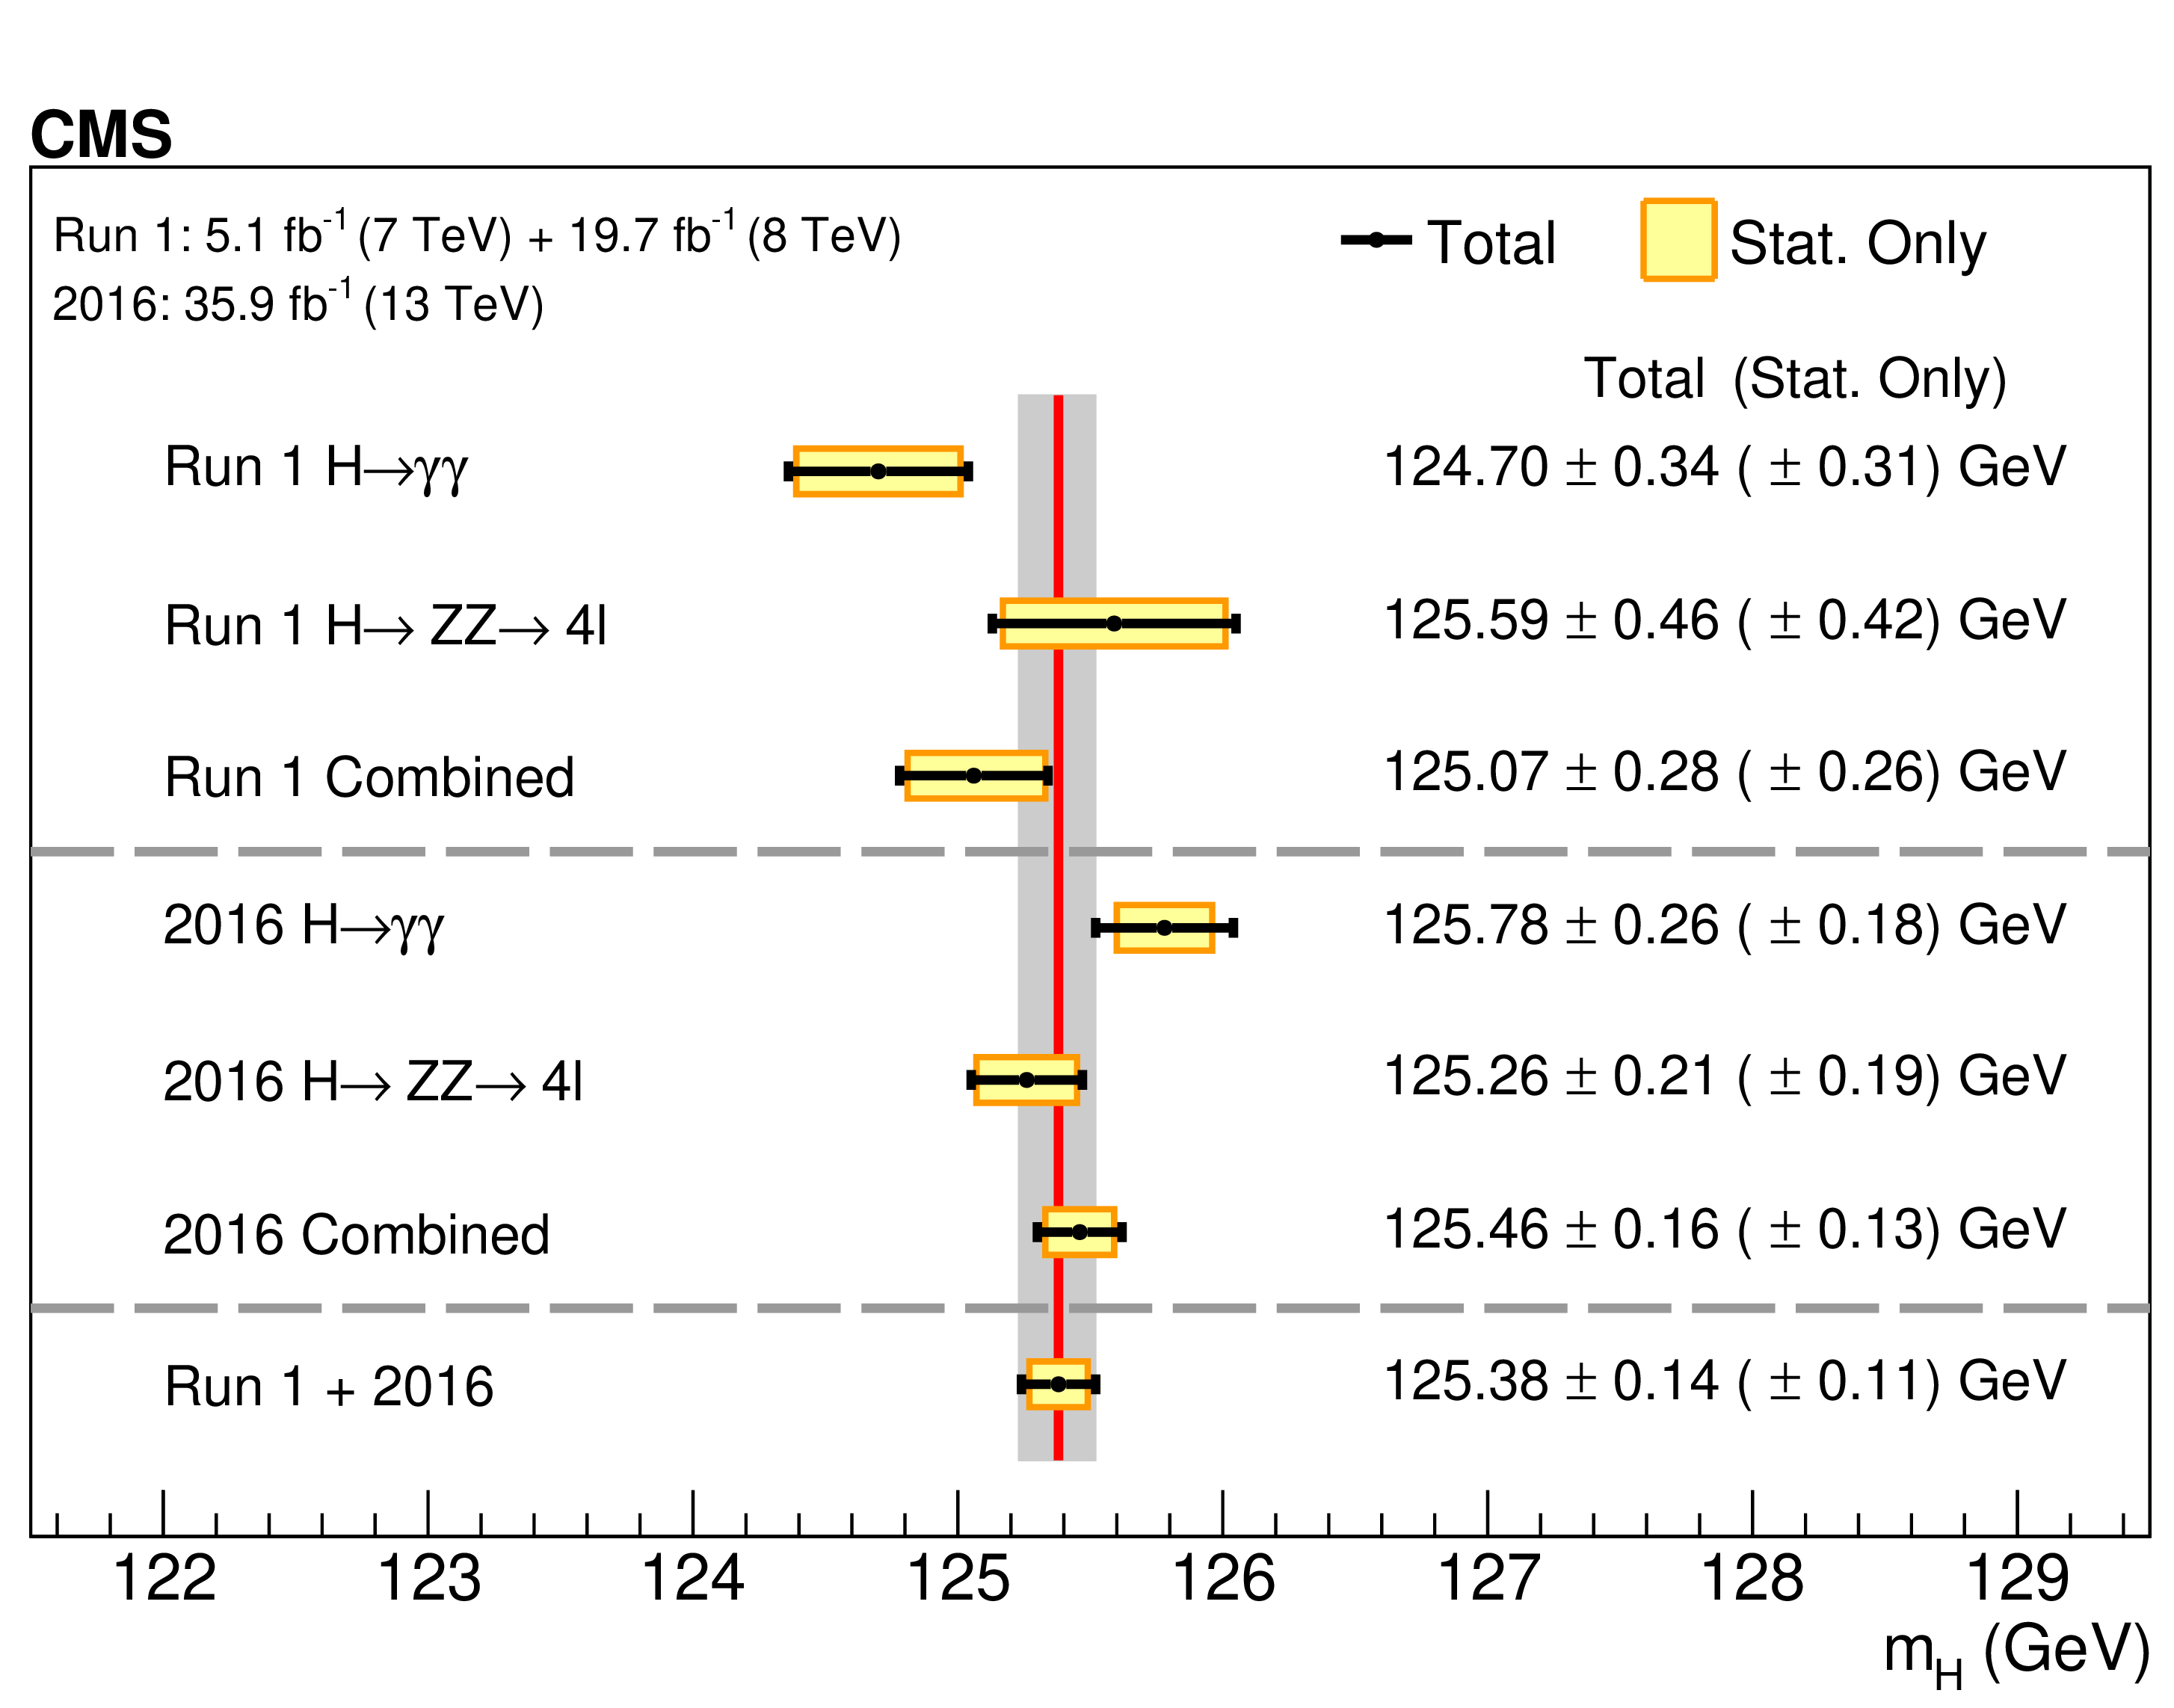 CMS
Run 1: 5.1 fb⁻¹ (7 TeV) + 19.7 fb⁻¹ (8 TeV)
2016: 35.9 fb⁻¹ (13 TeV)
Total
Stat. Only
Total (Stat. Only)
Run 1 H→γγ 124.70 ± 0.34 ( ± 0.31) GeV
Run 1 H→ ZZ→ 4l 125.59 ± 0.46 ( ± 0.42) GeV
Run 1 Combined 125.07 ± 0.28 ( ± 0.26) GeV
2016 H→γγ 125.78 ± 0.26 ( ± 0.18) GeV
2016 H→ ZZ→ 4l 125.26 ± 0.21 ( ± 0.19) GeV
2016 Combined 125.46 ± 0.16 ( ± 0.13) GeV
Run 1 + 2016 125.38 ± 0.14 ( ± 0.11) GeV
122 123 124 125 126 127 128 129
m_H (GeV)